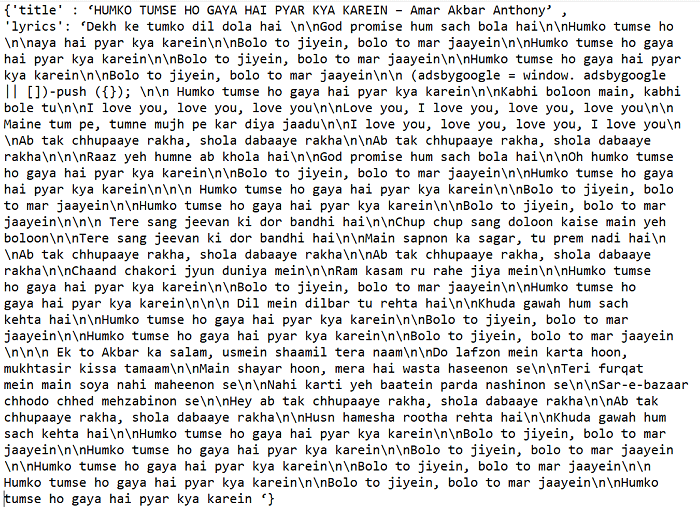 {'title' : ‘HUMKO TUMSE HO GAYA HAI PYAR KYA KAREIN – Amar Akbar Anthony’ ,
'lyrics': ‘Dekh ke tumko dil dola hai \n\nGod promise hum sach bola hai\n\nHumko tumse ho
\n\naya hai pyar kya karein\n\nBolo to jiyein, bolo to mar jaayein\n\nHumko tumse ho gaya
hai pyar kya karein\n\nBolo to jiyein, bolo to mar jaayein\n\nHumko tumse ho gaya hai pyar
kya karein\n\nBolo to jiyein, bolo to mar jaayein\n\n (adsbygoogle = window. adsbygoogle
|| [])-push ({}); \n\n Humko tumse ho gaya hai pyar kya karein\n\nKabhi boloon main, kabhi
bole tu\n\nI love you, love you, love you\n\nLove you, I love you, love you, love you\n\n
Maine tum pe, tumne mujh pe kar diya jaadu\n\nI love you, love you, love you, I love you\n
\nAb tak chhupaaye rakha, shola dabaaye rakha\n\nAb tak chhupaaye rakha, shola dabaaye
rakha\n\n\nRaaz yeh humne ab khola hai\n\nGod promise hum sach bola hai\n\nOh humko tumse
ho gaya hai pyar kya karein\n\nBolo to jiyein, bolo to mar jaayein\n\nHumko tumse ho gaya
hai pyar kya karein\n\n\n Humko tumse ho gaya hai pyar kya karein\n\nBolo to jiyein, bolo
to mar jaayein\n\nHumko tumse ho gaya hai pyar kya karein\n\nBolo to jiyein, bolo to mar
jaayein\n\n\n Tere sang jeevan ki dor bandhi hai\n\nChup chup sang doloon kaise main yeh
boloon\n\nTere sang jeevan ki dor bandhi hai\n\nMain sapnon ka sagar, tu prem nadi hai\n
\nAb tak chhupaaye rakha, shola dabaaye rakha\n\nAb tak chhupaaye rakha, shola dabaaye
rakha\n\nChaand chakori jyun duniya mein\n\nRam kasam ru rahe jiya mein\n\nHumko tumse
ho gaya hai pyar kya karein\n\nBolo to jiyein, bolo to mar jaayein\n\nHumko tumse ho
gaya hai pyar kya karein\n\n\n Dil mein dilbar tu rehta hai\n\nKhuda gawah hum sach
kehta hai\n\nHumko tumse ho gaya hai pyar kya karein\n\nBolo to jiyein, bolo to mar
jaayein\n\nHumko tumse ho gaya hai pyar kya karein\n\nBolo to jiyein, bolo to mar jaayein
\n\n\n Ek to Akbar ka salam, usmein shaamil tera naam\n\nDo lafzon mein karta hoon,
mukhtasir kissa tamaam\n\nMain shayar hoon, mera hai wasta haseenon se\n\nTeri furqat
mein main soya nahi maheenon se\n\nNahi karti yeh baatein parda nashinon se\n\nSar-e-bazaar
chhodo chhed mehzabinon se\n\nHey ab tak chhupaaye rakha, shola dabaaye rakha\n\nAb tak
chhupaaye rakha, shola dabaaye rakha\n\nHusn hamesha rootha rehta hai\n\nKhuda gawah hum
sach kehta hai\n\nHumko tumse ho gaya hai pyar kya karein\n\nBolo to jiyein, bolo to mar
jaayein\n\nHumko tumse ho gaya hai pyar kya karein\n\nBolo to jiyein, bolo to mar jaayein
\n\nHumko tumse ho gaya hai pyar kya karein\n\nBolo to jiyein, bolo to mar jaayein\n\n
Humko tumse ho gaya hai pyar kya karein\n\nBolo to jiyein, bolo to mar jaayein\n\nHumko
tumse ho gaya hai pyar kya karein ‘}